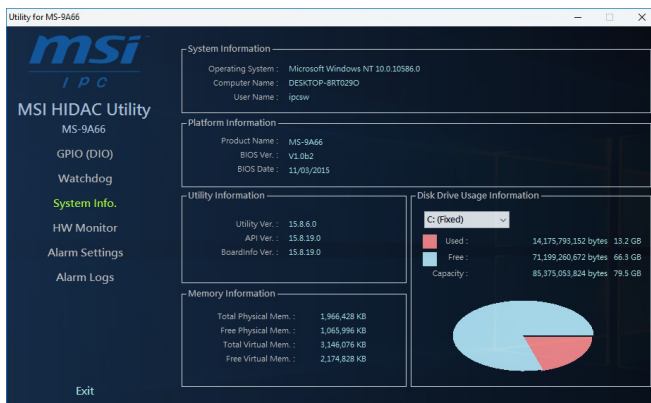 Utility for MS-9A66
msi
IPC
MSI HIDAC Utility
MS-9A66
GPIO (DIO)
Watchdog
System Info.
HW Monitor
Alarm Settings
Alarm Logs
Exit
System Information
Operating System : Microsoft Windows NT 10.0.10586.0
Computer Name : DESKTOP-8RT029O
User Name : ipcsw
Platform Information
Product Name : MS-9A66
BIOS Ver. : V1.0b2
BIOS Date : 11/03/2015
Utility Information
Utility Ver. : 15.8.6.0
API Ver. : 15.8.19.0
BoardInfo Ver. : 15.8.19.0
Memory Information
Total Physical Mem. : 1,966,428 KB
Free Physical Mem. : 1,065,996 KB
Total Virtual Mem. : 3,146,076 KB
Free Virtual Mem. : 2,174,828 KB
Disk Drive Usage Information
C: (Fixed)
Used : 14,175,793,152 bytes 13.2 GB
Free : 71,199,260,672 bytes 66.3 GB
Capacity : 85,375,053,824 bytes 79.5 GB